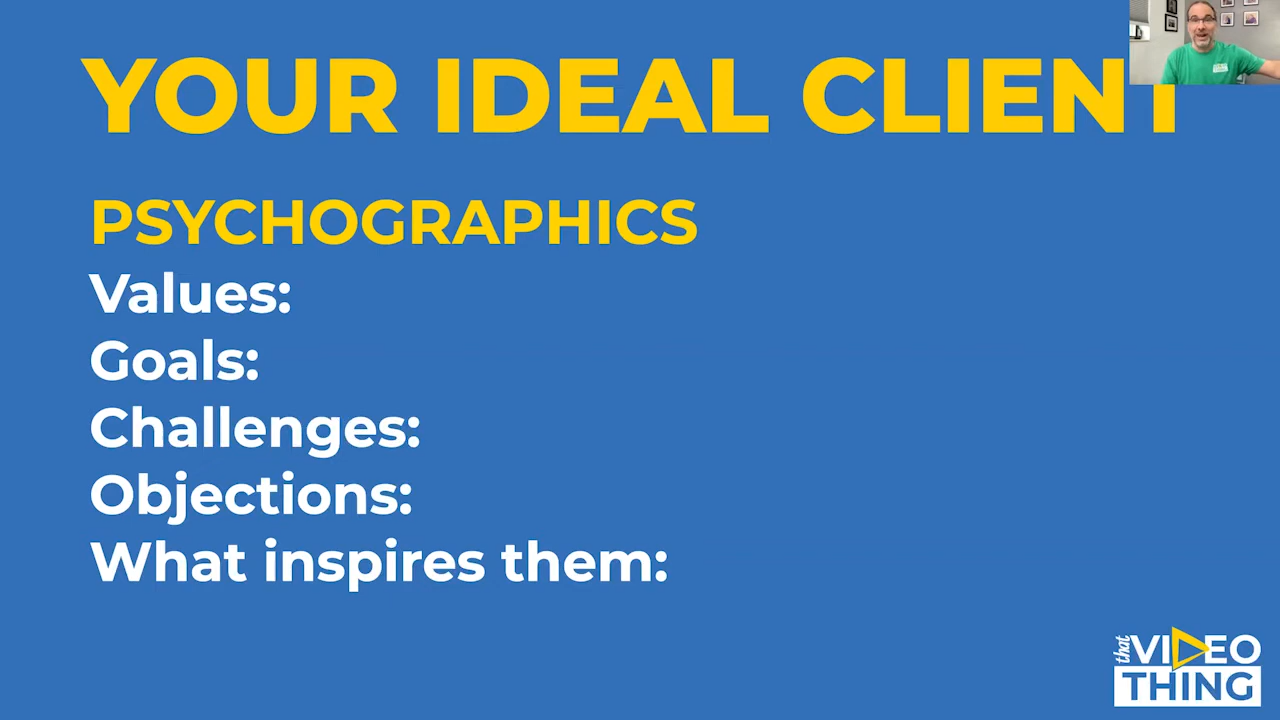 YOUR IDEAL CLIENT
PSYCHOGRAPHICS
Values:
Goals:
Challenges:
Objections:
What inspires them:
that VIDEO
THING